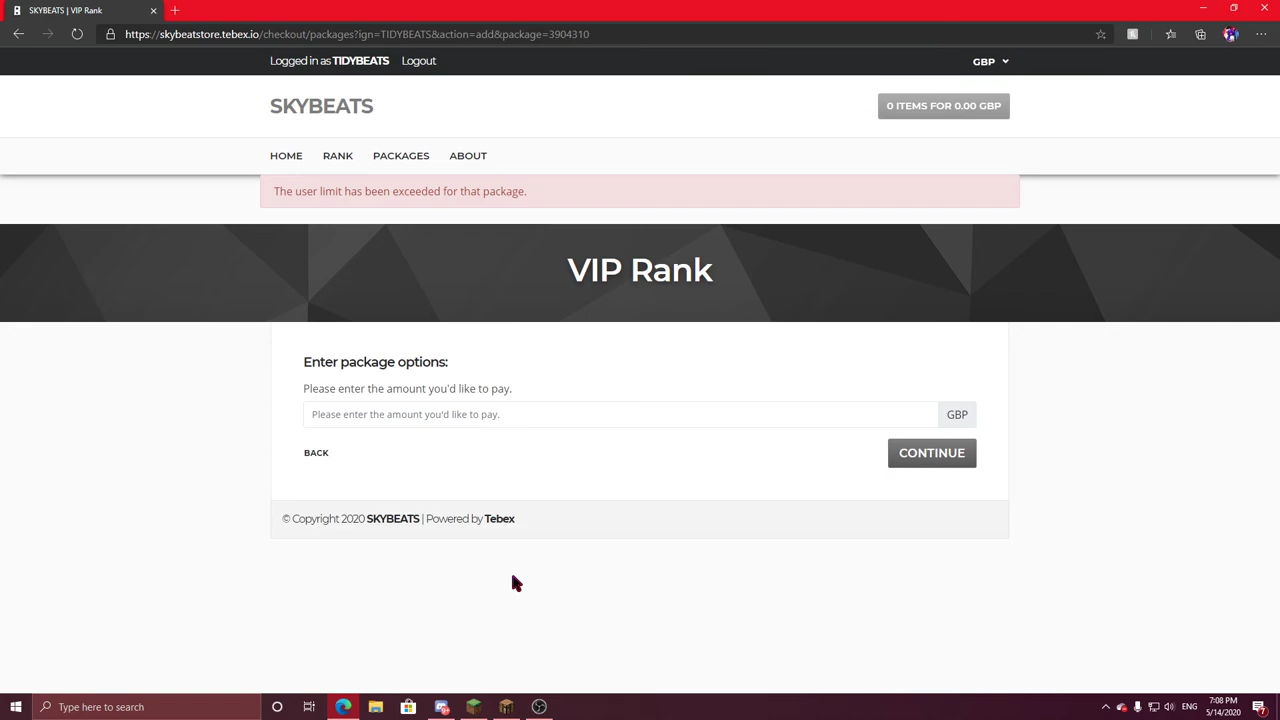 SKYBEATS | VIP Rank
https://skybeatstore.tebex.io/checkout/packages?ign=TIDYBEATS&action=add&package=3904310
Logged in as TIDYBEATS Logout GBP
SKYBEATS 0 ITEMS FOR 0.00 GBP
HOME RANK PACKAGES ABOUT
The user limit has been exceeded for that package.
VIP Rank
Enter package options:
Please enter the amount you'd like to pay.
Please enter the amount you'd like to pay. GBP
BACK CONTINUE
© Copyright 2020 SKYBEATS | Powered by Tebex
Type here to search ENG 7:08 PM
5/14/2020 7